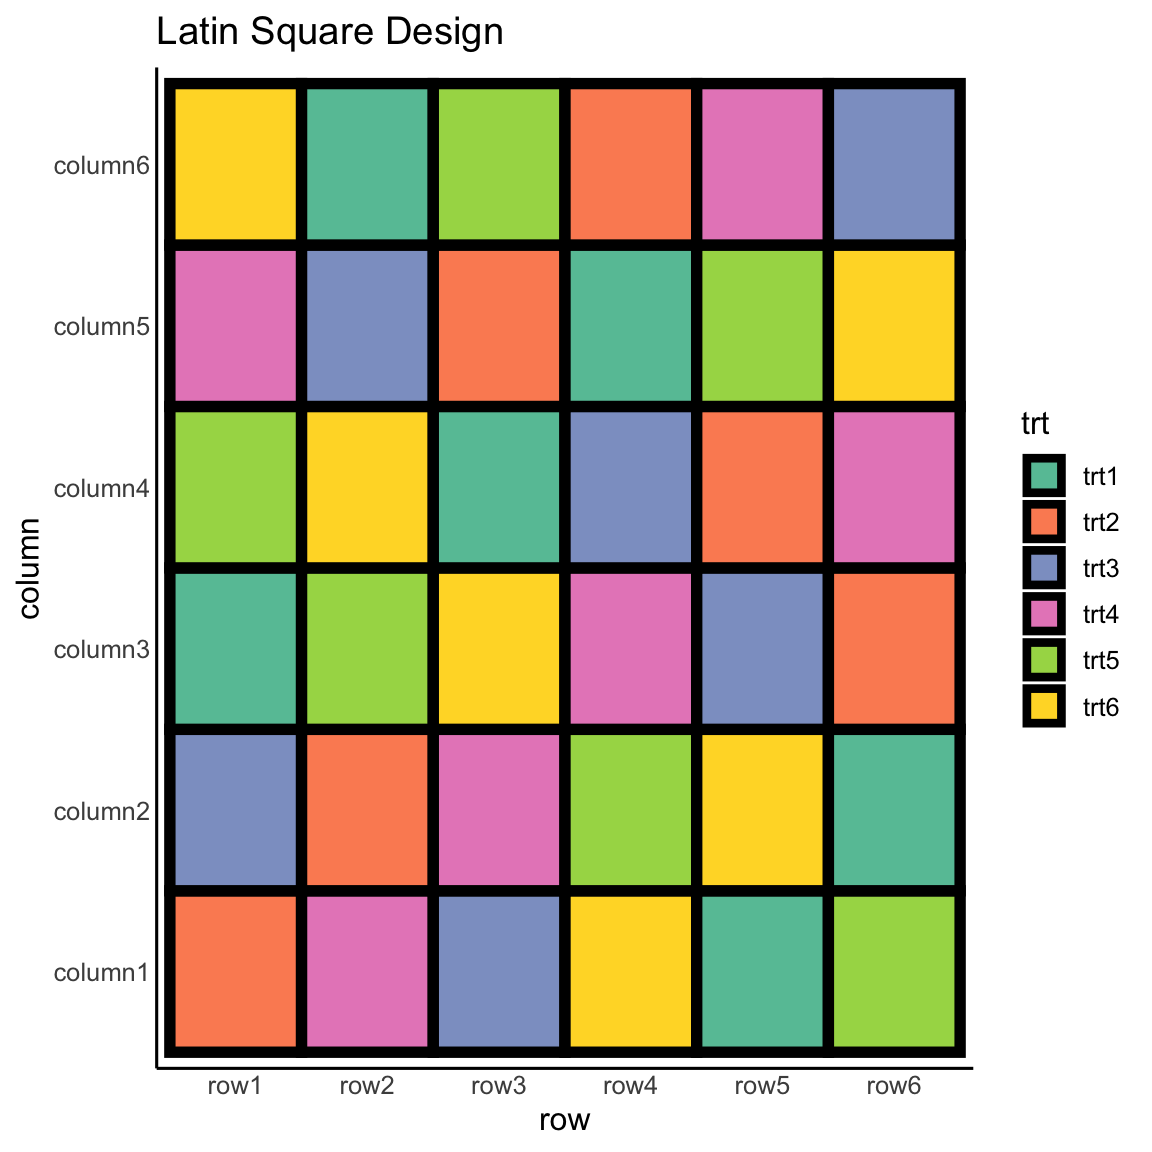 Latin Square Design
column6
column5
column4
column3
column2
column1
column
row1 row2 row3 row4 row5 row6
row
trt
trt1
trt2
trt3
trt4
trt5
trt6